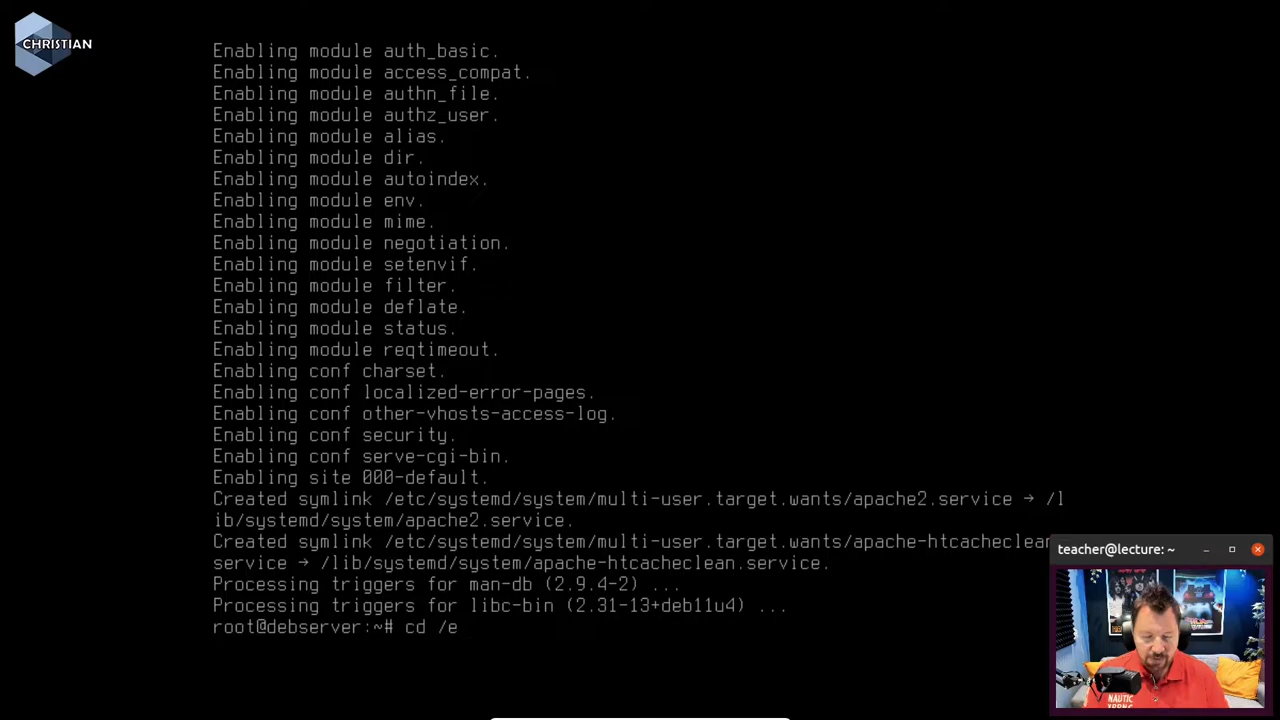 CHRISTIAN
Enabling module auth_basic.
Enabling module access_compat.
Enabling module authn_file.
Enabling module authz_user.
Enabling module alias.
Enabling module dir.
Enabling module autoindex.
Enabling module env.
Enabling module mime.
Enabling module negotiation.
Enabling module setenvif.
Enabling module filter.
Enabling module deflate.
Enabling module status.
Enabling module reqtimeout.
Enabling conf charset.
Enabling conf localized-error-pages.
Enabling conf other-vhosts-access-log.
Enabling conf security.
Enabling conf serve-cgi-bin.
Enabling site 000-default.
Created symlink /etc/systemd/system/multi-user.target.wants/apache2.service → /l
ib/systemd/system/apache2.service.
Created symlink /etc/systemd/system/multi-user.target.wants/apache-htcacheclean
service → /lib/systemd/system/apache-htcacheclean.service.
Processing triggers for man-db (2.9.4-2) ...
Processing triggers for libc-bin (2.31-13+deb11u4) ...
root@debserver:~# cd /e
teacher@lecture: ~
NAUTIC